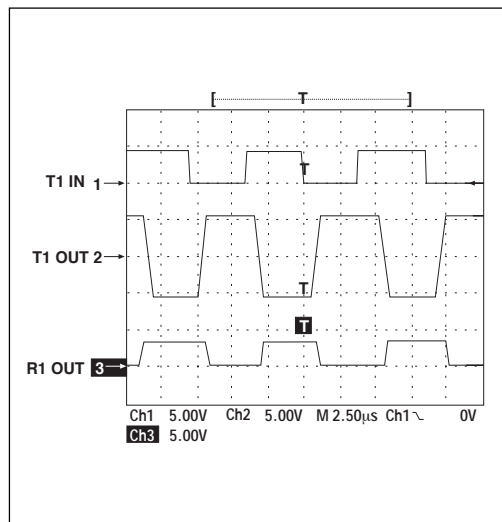 [ T ]
T
T1 IN 1
T1 OUT 2
T
T
R1 OUT 3
Ch1 5.00V Ch2 5.00V M 2.50µs Ch1 0V
Ch3 5.00V